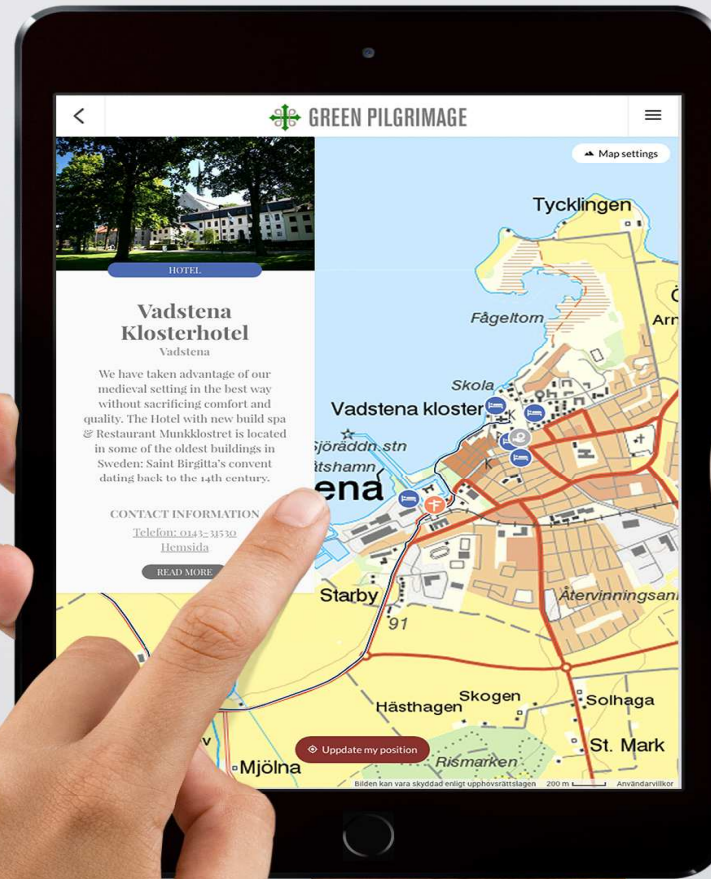 GREEN PILGRIMAGE
Map settings
HOTEL
Vadstena
Klosterhotel
Vadstena
We have taken advantage of our
medieval setting in the best way
without sacrificing comfort and
quality. The Hotel with new build spa
& Restaurant Munkklostret is located
in some of the oldest buildings in
Sweden: Saint Birgitta's convent
dating back to the 14th century.
CONTACT INFORMATION
Telefon: 0143-31530
Hemsida
READ MORE
Tycklingen
Arn
Fågeltorn
Skola
Vadstena kloster
K
Sjöräddn.stn
åtshamn
K
ena
Starby
91
Återvinningsanl
Hästhagen
Skogen
Solhaga
St. Mark
Uppdate my position
Rismarken
Mjölna
Bilden kan vara skyddad enligt upphovsrättslagen 200 m Användarvillkor